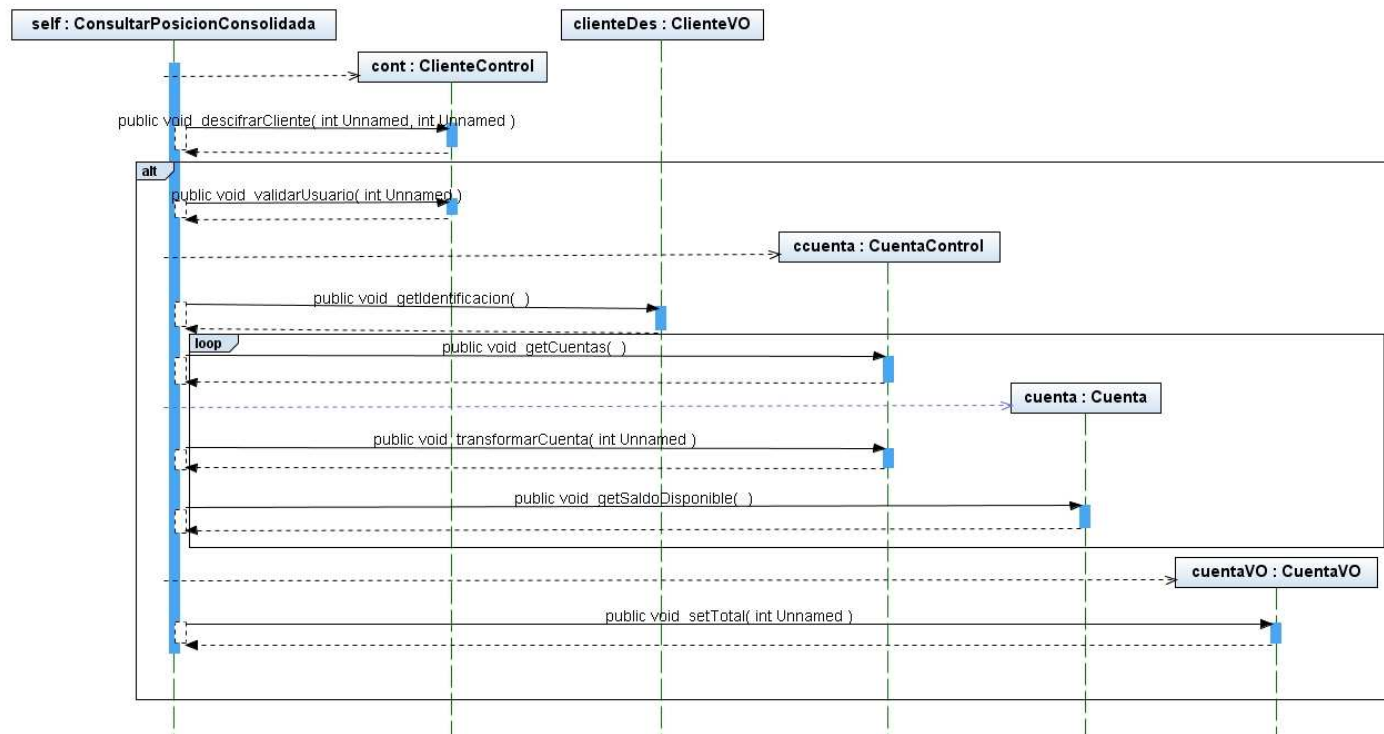 self : ConsultarPosicionConsolidada
clienteDes : ClienteVO
cont : ClienteControl
public void descifrarCliente( int Unnamed, int Unnamed )
alt
public void validarUsuario( int Unnamed )
ccuenta : CuentaControl
public void getIdentificacion( )
loop
public void getCuentas( )
cuenta : Cuenta
public void transformarCuenta( int Unnamed )
public void getSaldoDisponible( )
cuentaVO : CuentaVO
public void setTotal( int Unnamed )